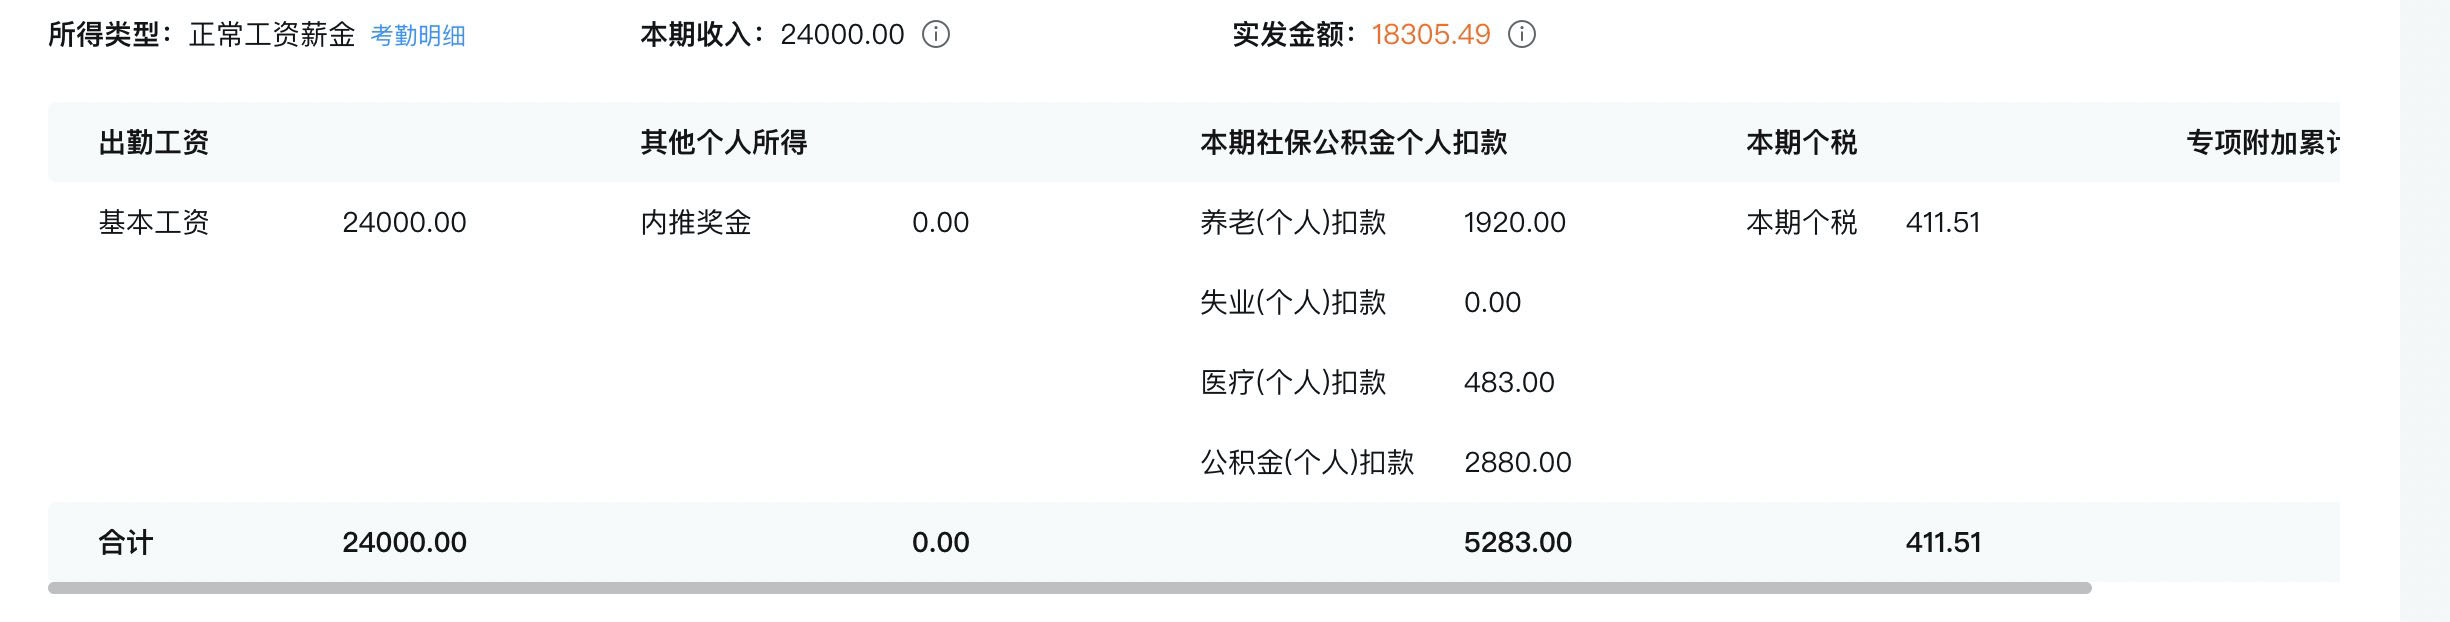 所得类型：正常工资薪金 考勤明细 本期收入：24000.00 实发金额：18305.49
出勤工资 其他个人所得 本期社保公积金个人扣款 本期个税 专项附加累
基本工资 24000.00 内推奖金 0.00 养老(个人)扣款 1920.00 本期个税 411.51
失业(个人)扣款 0.00
医疗(个人)扣款 483.00
公积金(个人)扣款 2880.00
合计 24000.00 0.00 5283.00 411.51